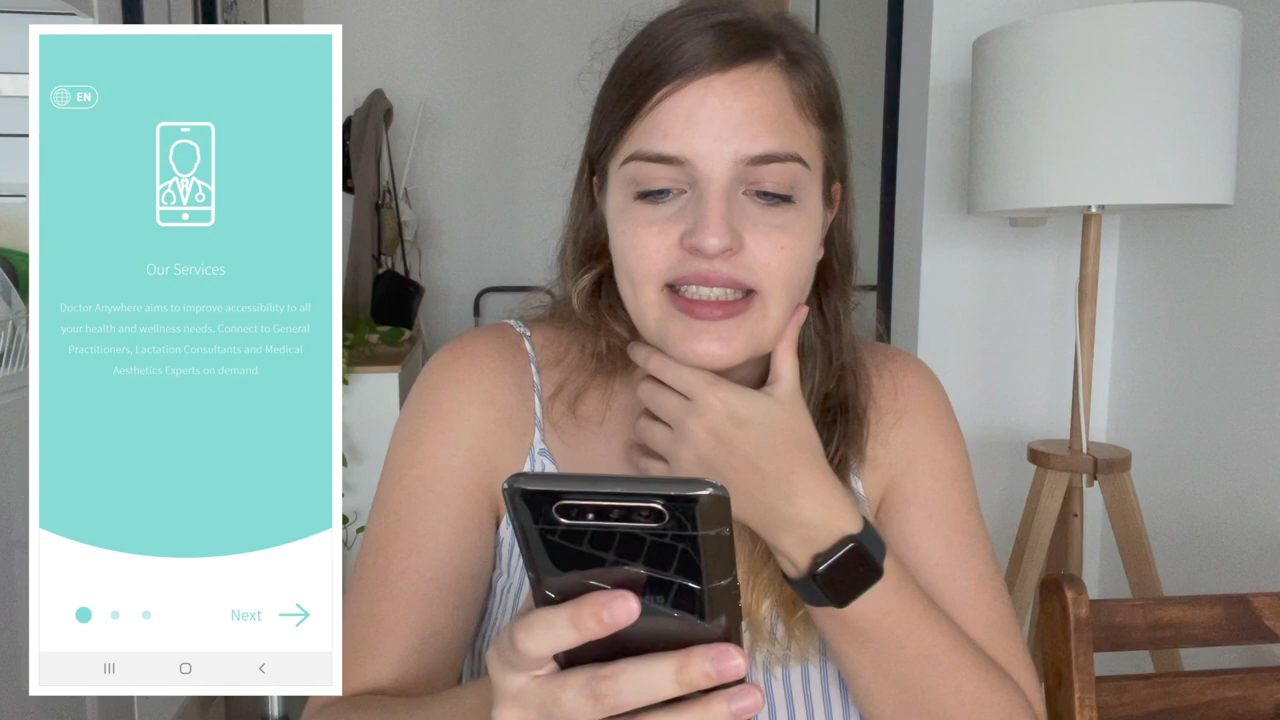 EN
Our Services
Doctor Anywhere aims to improve accessibility to all
your health and wellness needs. Connect to General
Practitioners, Lactation Consultants and Medical
Aesthetics Experts on demand
Next